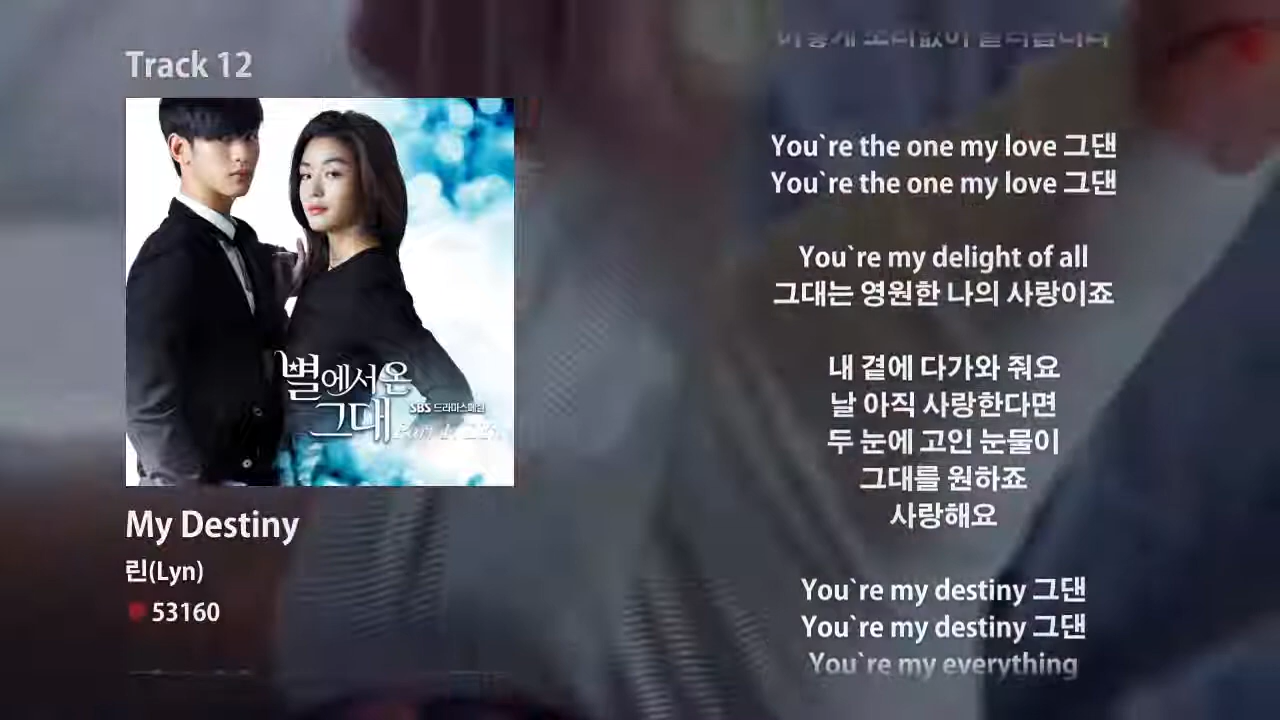 Track 12
별에서 온
그대
SBS 드라마스페셜
My Destiny
린(Lyn)
53160
You`re the one my love 그댄
You`re the one my love 그댄
You`re my delight of all
그대는 영원한 나의 사랑이죠
내 곁에 다가와 줘요
날 아직 사랑한다면
두 눈에 고인 눈물이
그대를 원하죠
사랑해요
You`re my destiny 그댄
You`re my destiny 그댄
You`re my everything